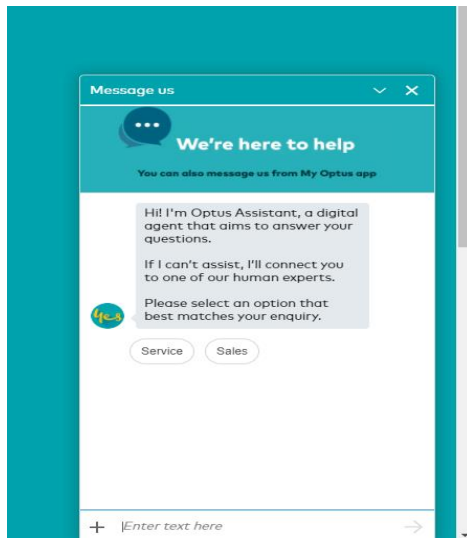 Message us
We're here to help
You can also message us from My Optus app
Hi! I'm Optus Assistant, a digital
agent that aims to answer your
questions.
If I can't assist, I'll connect you
to one of our human experts.
Please select an option that
best matches your enquiry.
yes
Service Sales
Enter text here